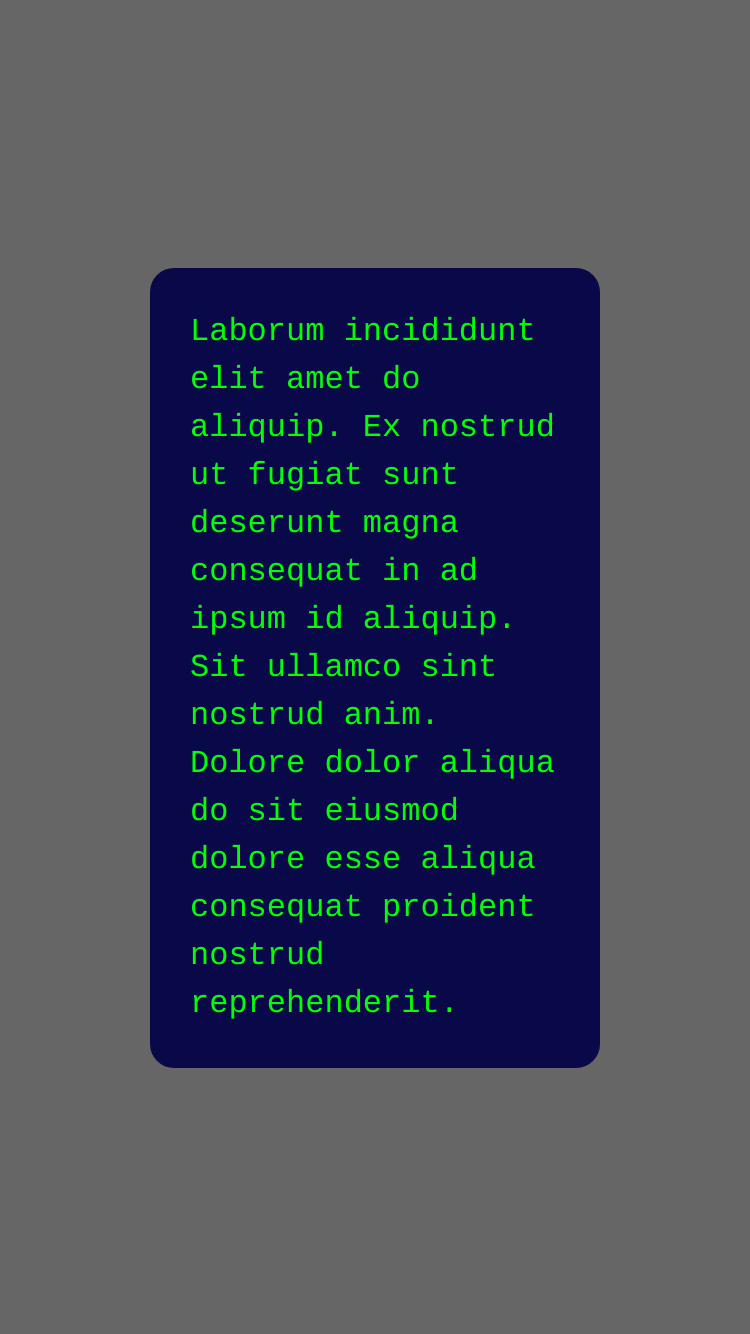 Laborum incididunt
elit amet do
aliquip. Ex nostrud
ut fugiat sunt
deserunt magna
consequat in ad
ipsum id aliquip.
Sit ullamco sint
nostrud anim.
Dolore dolor aliqua
do sit eiusmod
dolore esse aliqua
consequat proident
nostrud
reprehenderit.